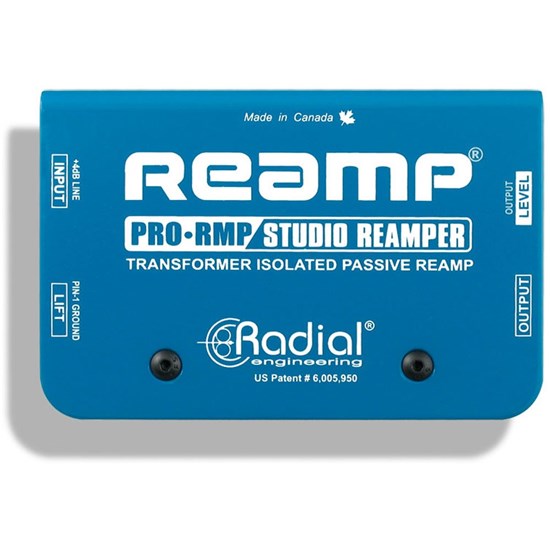 Made in Canada
Reamp®
PRO•RMP/STUDIO REAMPER
TRANSFORMER ISOLATED PASSIVE REAMP
+4dB LINE
INPUT
PIN-1 GROUND
LIFT
OUTPUT
LEVEL
OUTPUT
Radial®
engineering
US Patent # 6,005,950